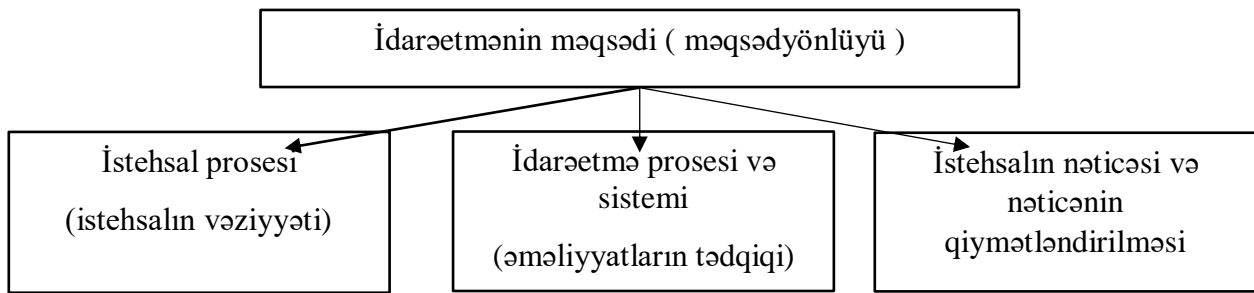 İdarəetmənin məqsədi ( məqsədyönlüyü )
İstehsal prosesi
(istehsalın vəziyyəti)
İdarəetmə prosesi və
sistemi
(əməliyyatların tədqiqi)
İstehsalın nəticəsi və
nəticənin
qiymətləndirilməsi